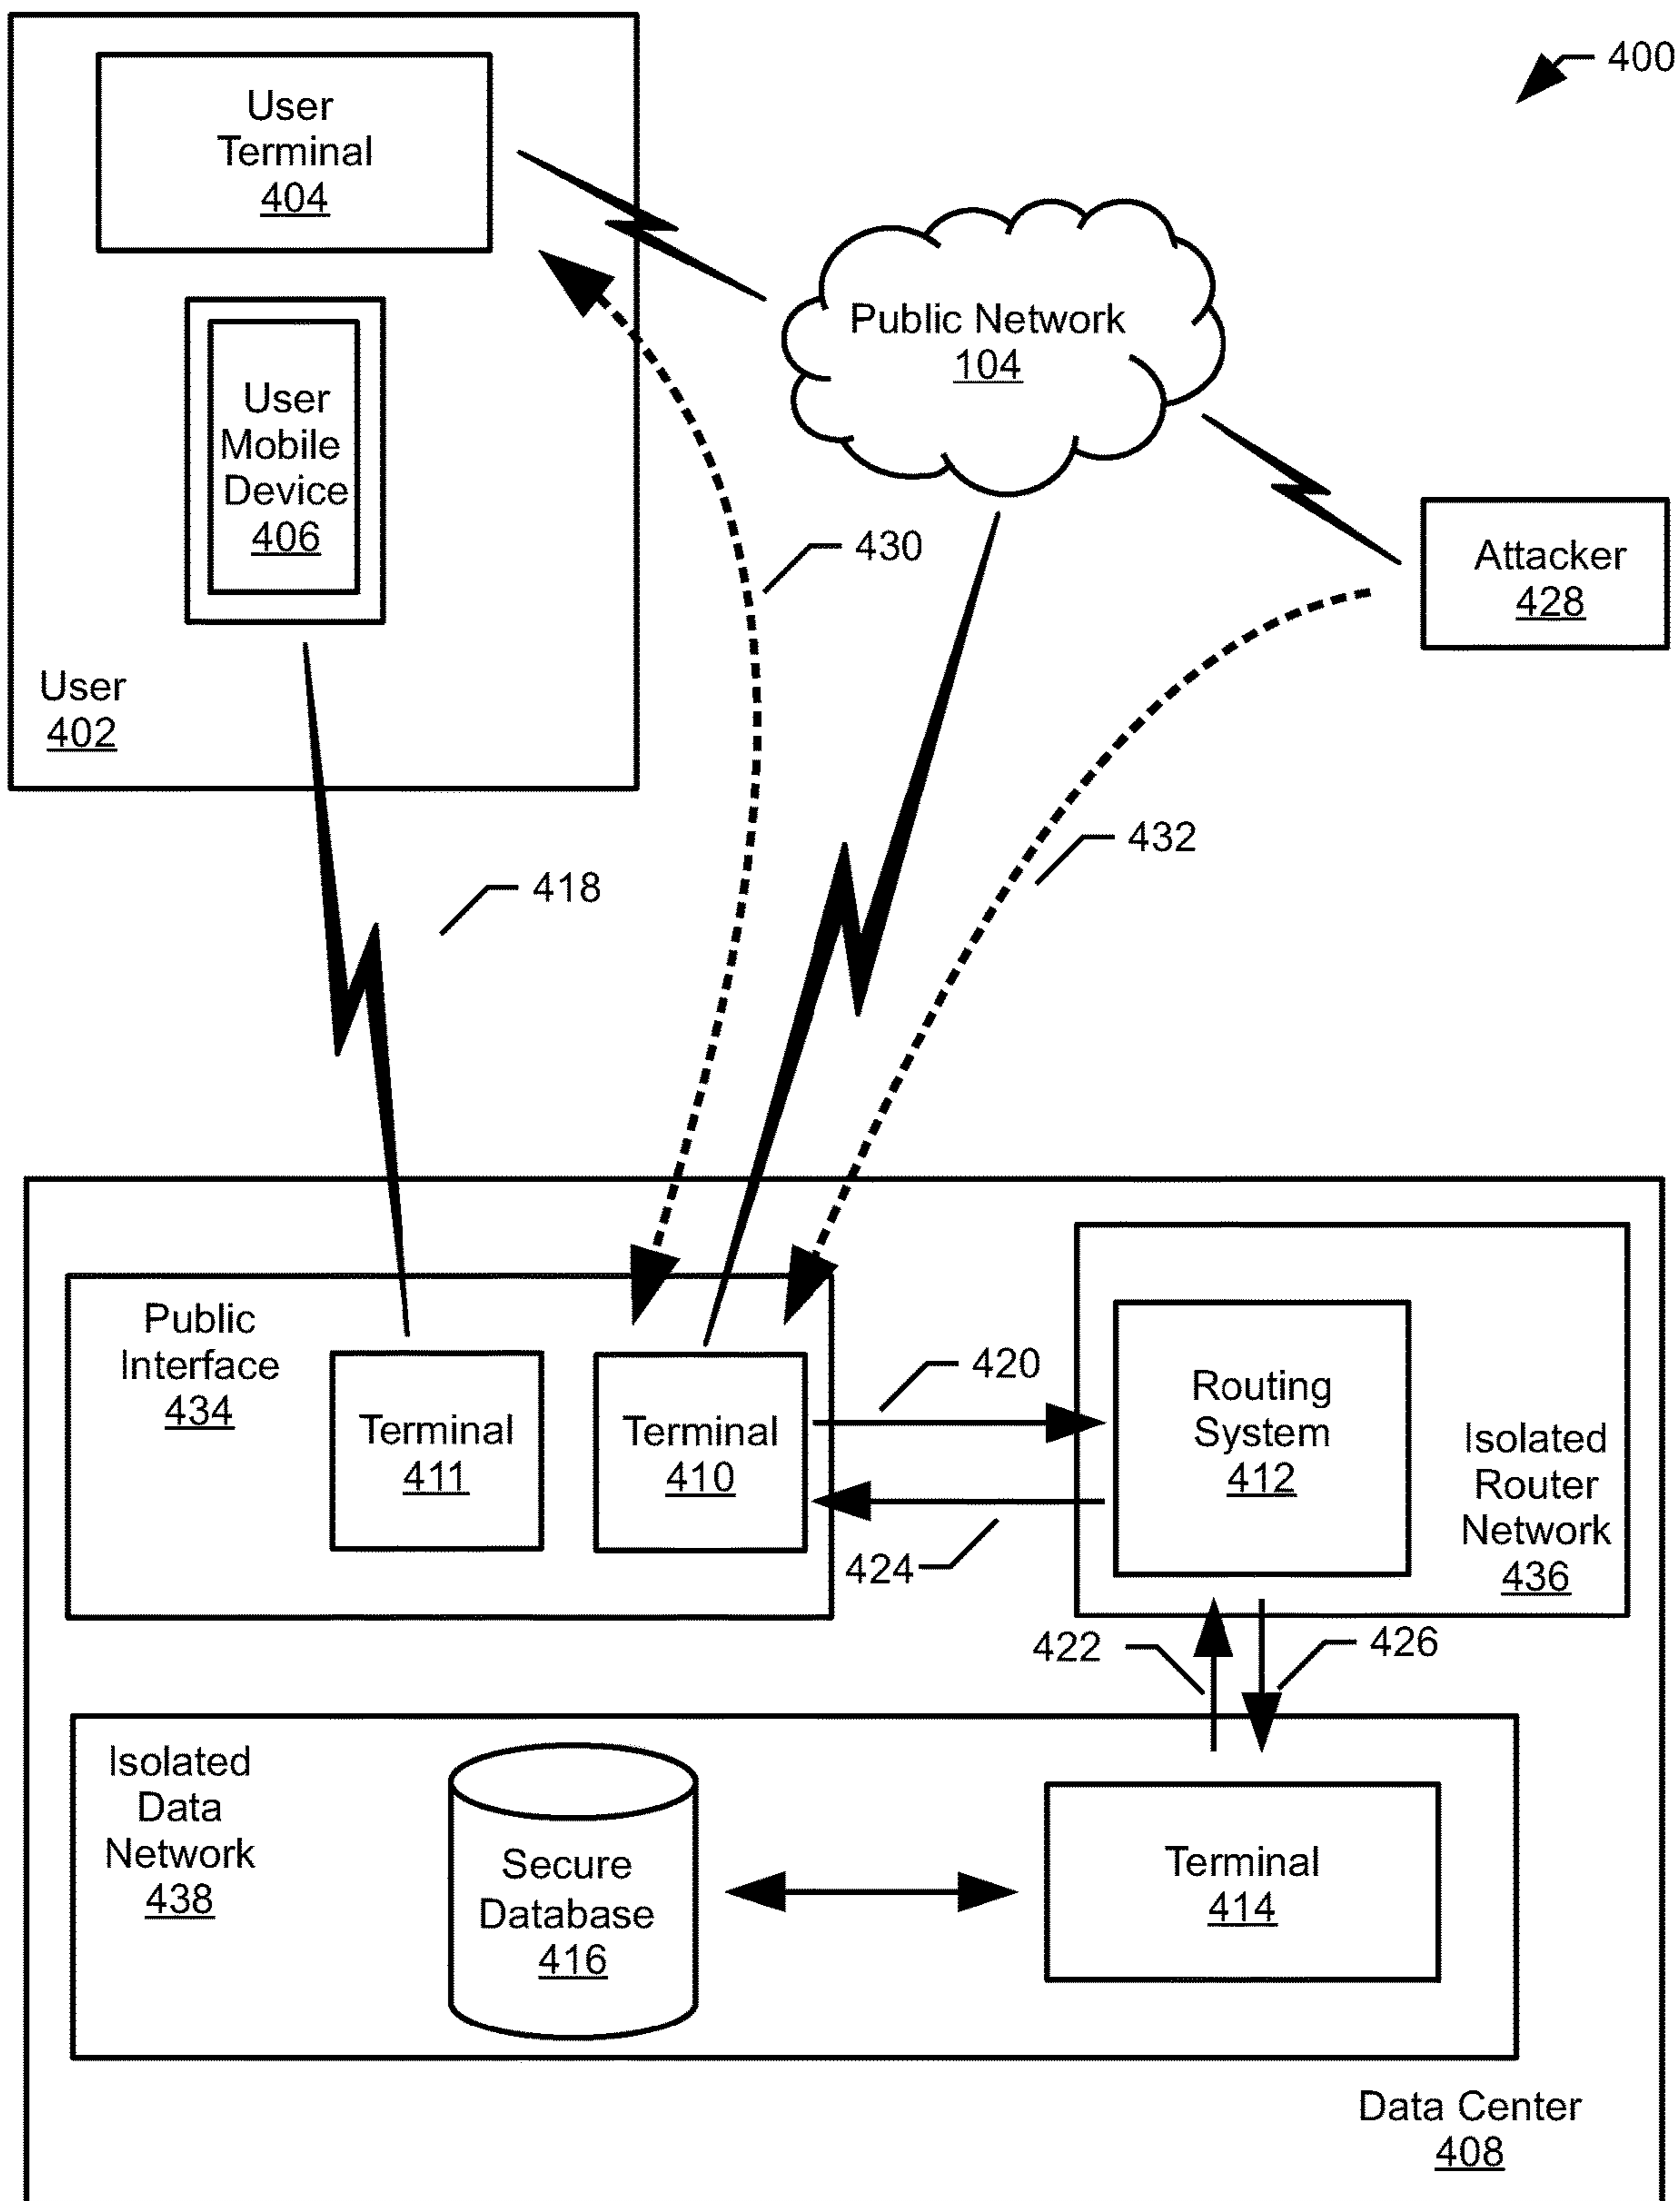 400
User
Terminal
404
Public Network
104
User
Mobile
Device
406
430
Attacker
428
User
402
432
418
Public
Interface
434
Terminal
411
Terminal
410
420
424
Routing
System
412
Isolated
Router
Network
436
422
426
Isolated
Data
Network
438
Secure
Database
416
Terminal
414
Data Center
408